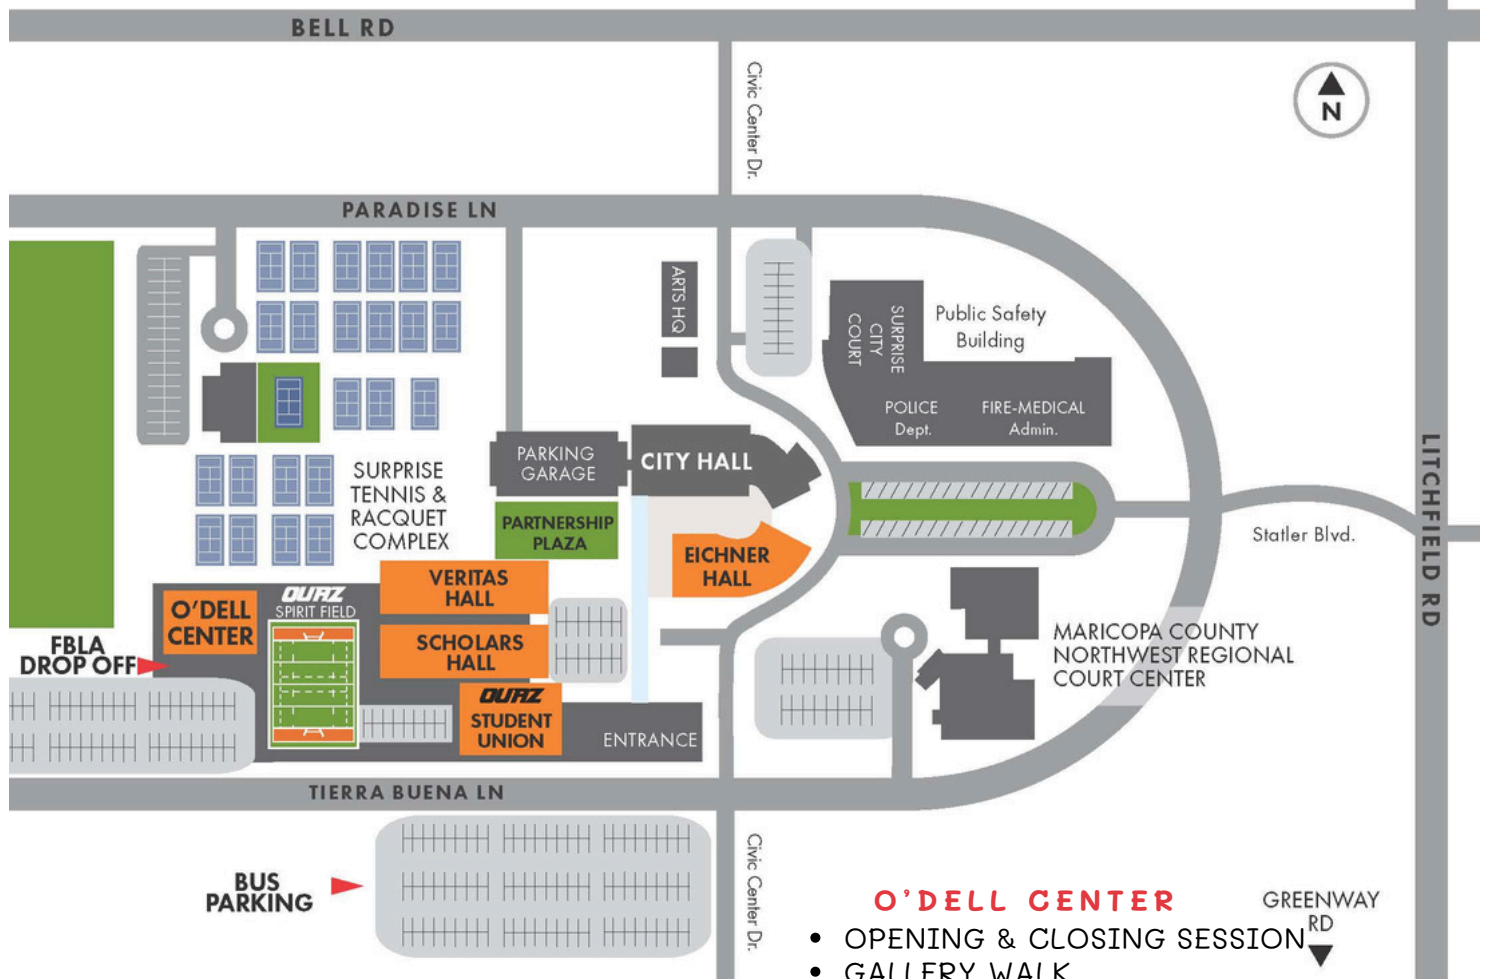 BELL RD
Civic Center Dr.
N
PARADISE LN
ARTS HQ
SURPRISE
CITY
COURT
Public Safety
Building
POLICE
Dept.
FIRE-MEDICAL
Admin.
PARKING
GARAGE
CITY HALL
SURPRISE
TENNIS &
RACQUET
COMPLEX
PARTNERSHIP
PLAZA
EICHNER
HALL
Statler Blvd.
LITCHFIELD RD
VERITAS
HALL
OUAZ
SPIRIT FIELD
O'DELL
CENTER
SCHOLARS
HALL
FBLA
DROP OFF
MARICOPA COUNTY
NORTHWEST REGIONAL
COURT CENTER
OUAZ
STUDENT
UNION
ENTRANCE
TIERRA BUENA LN
BUS
PARKING
Civic Center Dr.
O'DELL CENTER
• OPENING & CLOSING SESSION
• GALLERY WALK
GREENWAY
RD